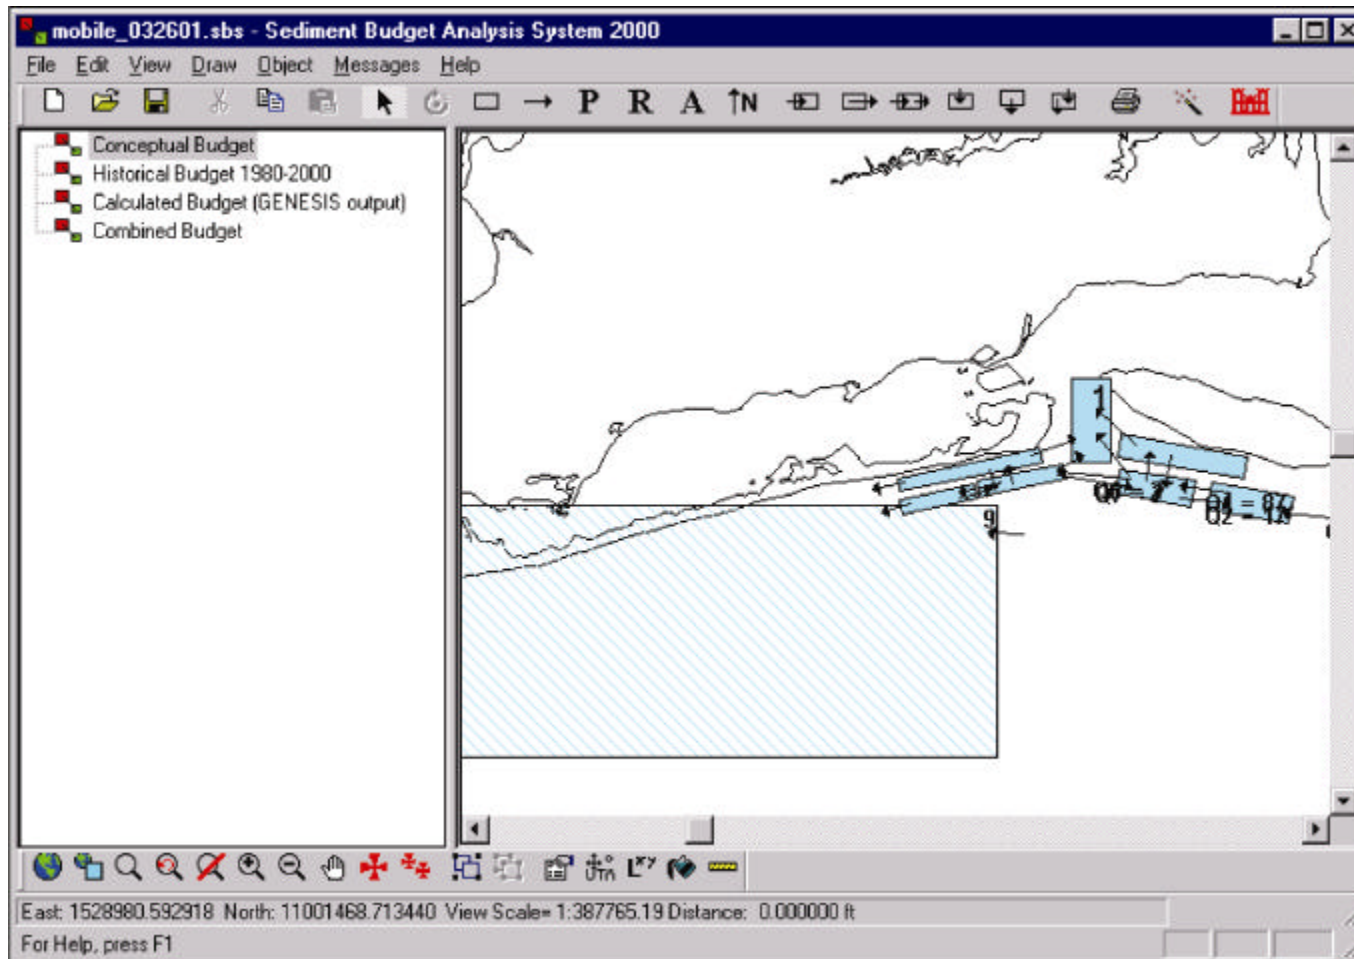 mobile_032601.sbs - Sediment Budget Analysis System 2000
File Edit View Draw Object Messages Help
P R A N
Conceptual Budget
Historical Budget 1980-2000
Calculated Budget (GENESIS output)
Combined Budget
1
9
UTM L xy
East: 1528980.592918 North: 11001468.713440 View Scale= 1:387765.19 Distance: 0.000000 ft
For Help, press F1